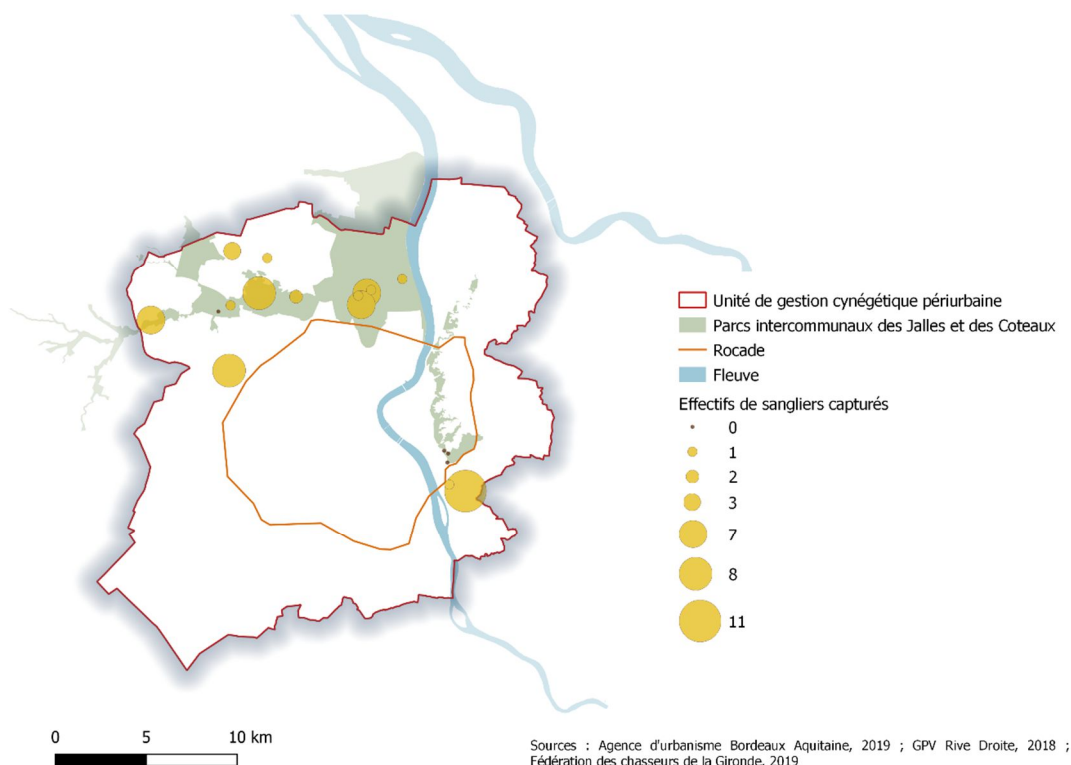 Unité de gestion cynégétique périurbaine
Parcs intercommunaux des Jalles et des Coteaux
Rocade
Fleuve
Effectifs de sangliers capturés
0
1
2
3
7
8
11
0 5 10 km
Sources : Agence d'urbanisme Bordeaux Aquitaine, 2019 ; GPV Rive Droite, 2018 ;
Fédération des chasseurs de la Gironde, 2019